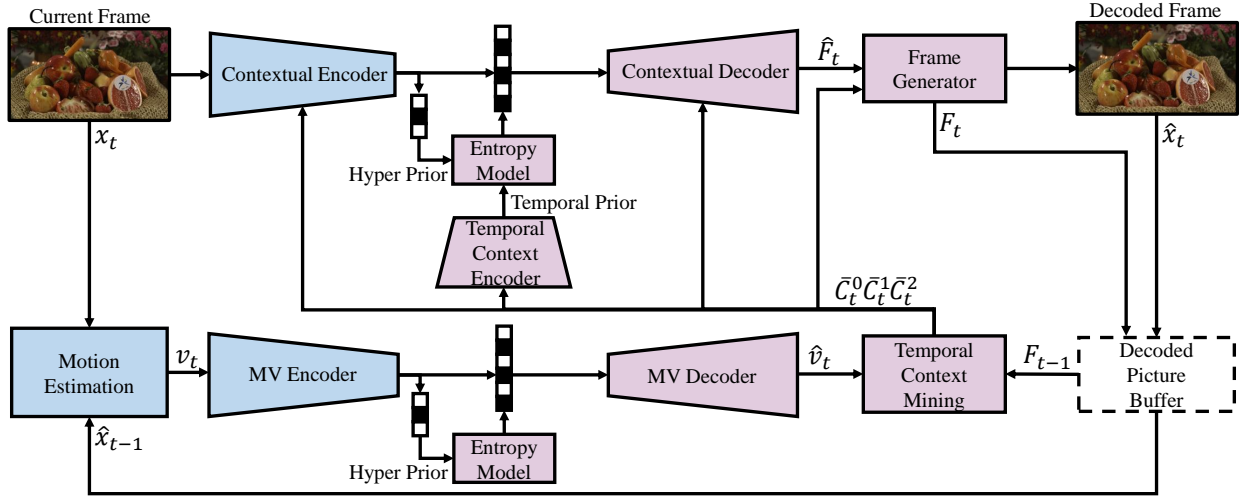 Current Frame
Decoded Frame
Contextual Encoder
Contextual Decoder
F̂_t
Frame
Generator
x_t
F_t
x̂_t
Hyper Prior
Entropy
Model
Temporal Prior
Temporal
Context
Encoder
C̄_t^0 C̄_t^1 C̄_t^2
Motion
Estimation
v_t
MV Encoder
MV Decoder
v̂_t
Temporal
Context
Mining
F_{t−1}
Decoded
Picture
Buffer
x̂_{t−1}
Hyper Prior
Entropy
Model